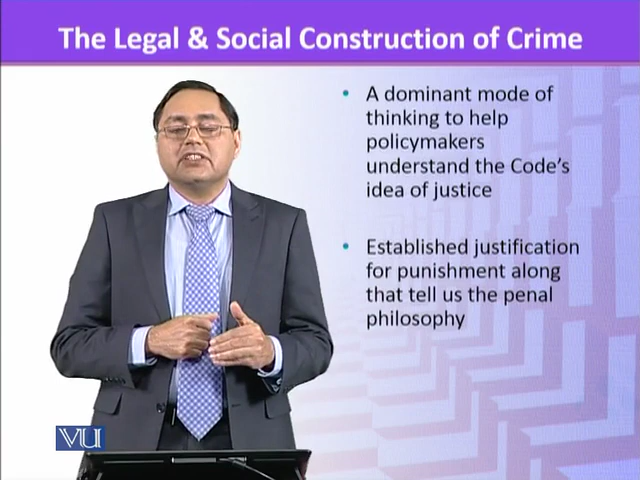 The Legal & Social Construction of Crime
• A dominant mode of
thinking to help
policymakers
understand the Code's
idea of justice
• Established justification
for punishment along
that tell us the penal
philosophy
VU